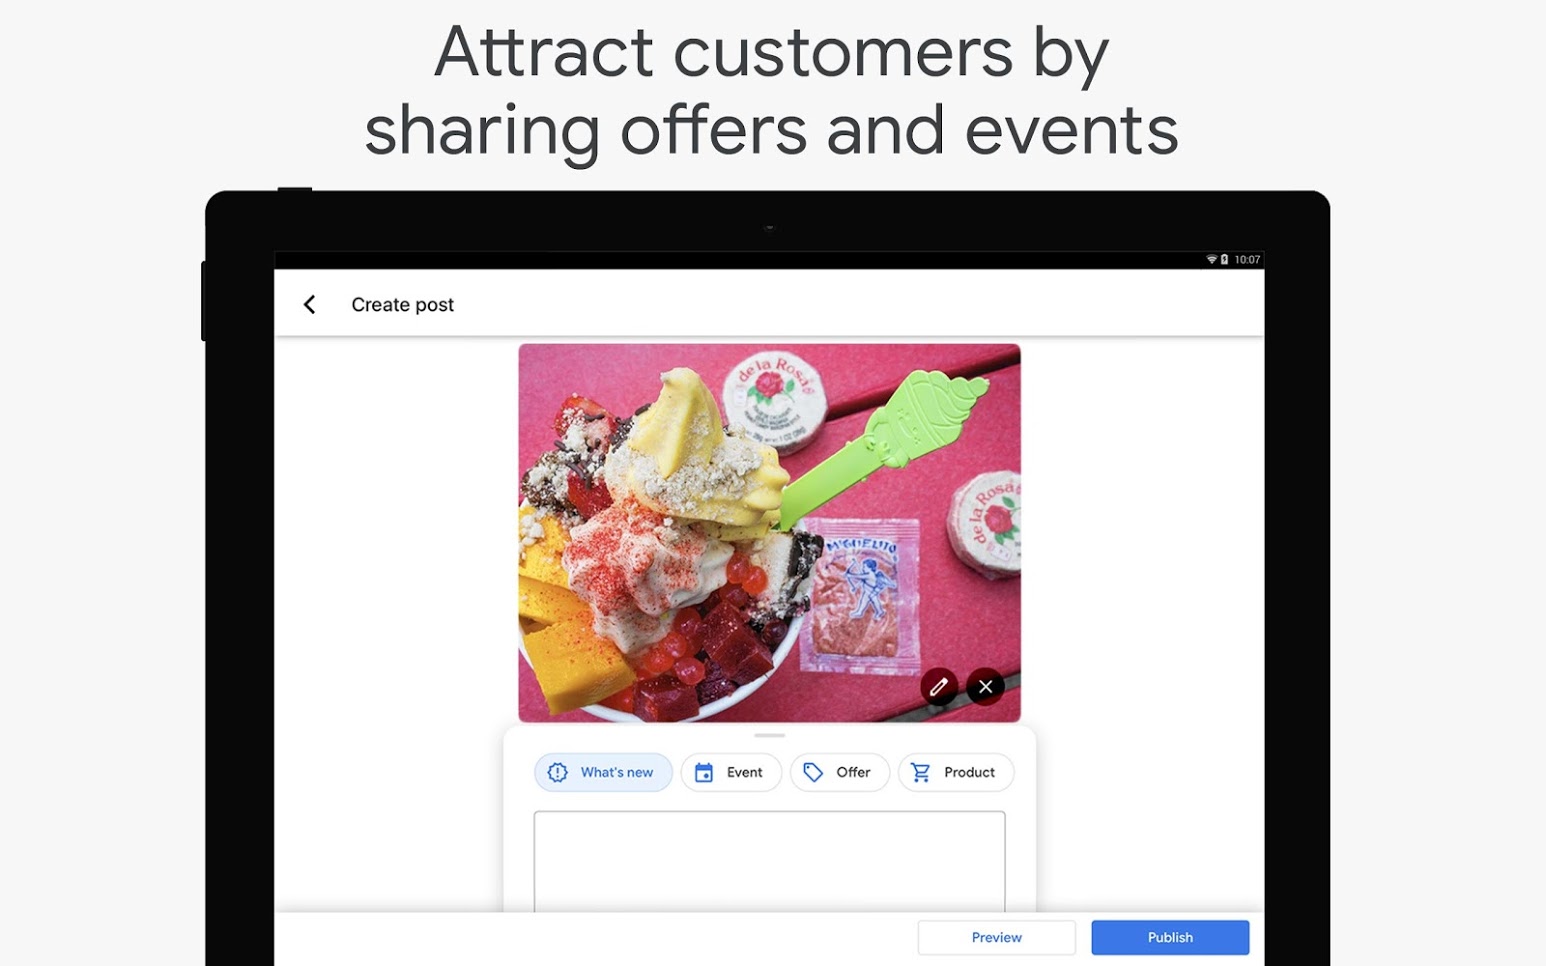 Attract customers by
sharing offers and events
10:07
Create post
de la Rosa
de la Rosa
MIGUELITO
What's new
Event
Offer
Product
Preview
Publish